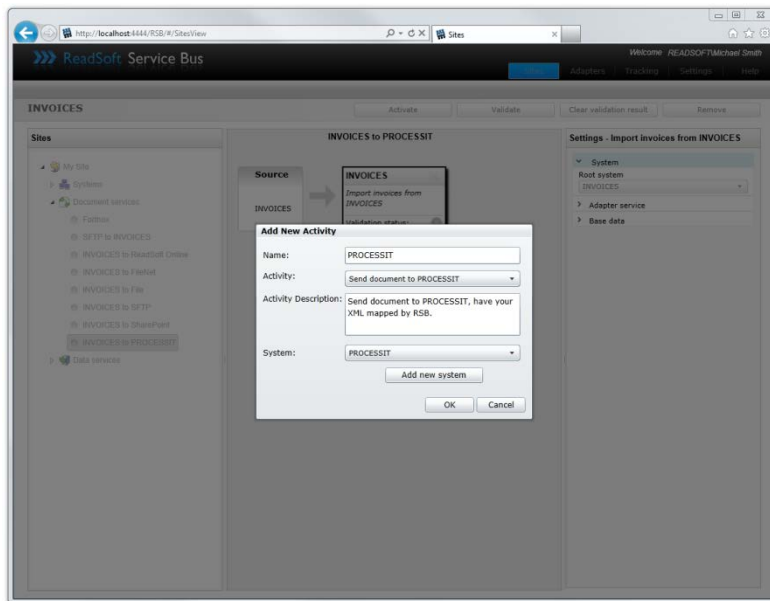 http://localhost:4444/RSB/#/SitesView
Sites
ReadSoft Service Bus
Welcome READSOFT\Michael Smith
Sites
Adapters
Tracking
Settings
Help
INVOICES
Activate
Validate
Clear validation result
Remove
Sites
My Site
Systems
Document services
Fortnox
SFTP to INVOICES
INVOICES to ReadSoft Online
INVOICES to FileNet
INVOICES to File
INVOICES to SFTP
INVOICES to SharePoint
INVOICES to PROCESSIT
Data services
INVOICES to PROCESSIT
Source
INVOICES
INVOICES
Import invoices from
INVOICES
Validation status:
Settings - Import invoices from INVOICES
System
Root system
INVOICES
Adapter service
Base data
Add New Activity
Name: PROCESSIT
Activity: Send document to PROCESSIT
Activity Description: Send document to PROCESSIT, have your
XML mapped by RSB.
System: PROCESSIT
Add new system
OK
Cancel